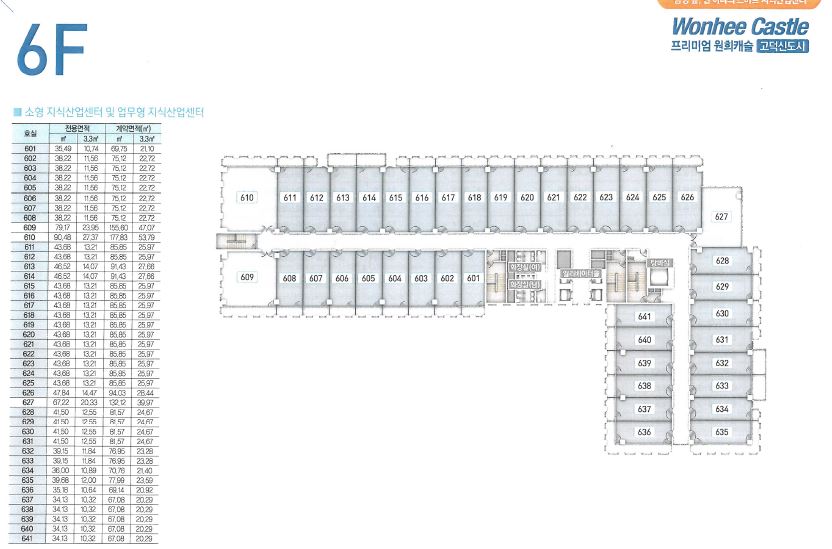 6F
Wonhee Castle
프리미엄 원희캐슬 고덕신도시
■ 소형 지식산업센터 및 업무형 지식산업센터
호실 전용면적 계약면적(㎡)
㎡ 3.3㎡ ㎡ 3.3㎡
601 35.49 10.74 69.75 21.10
602 38.22 11.56 75.12 22.72
603 38.22 11.56 75.12 22.72
604 38.22 11.56 75.12 22.72
605 38.22 11.56 75.12 22.72
606 38.22 11.56 75.12 22.72
607 38.22 11.56 75.12 22.72
608 38.22 11.56 75.12 22.72
609 79.17 23.95 155.60 47.07
610 90.48 27.37 177.83 53.79
611 43.68 13.21 85.85 25.97
612 43.68 13.21 85.85 25.97
613 46.52 14.07 91.43 27.66
614 46.52 14.07 91.43 27.66
615 43.68 13.21 85.85 25.97
616 43.68 13.21 85.85 25.97
617 43.68 13.21 85.85 25.97
618 43.68 13.21 85.85 25.97
619 43.68 13.21 85.85 25.97
620 43.68 13.21 85.85 25.97
621 43.68 13.21 85.85 25.97
622 43.68 13.21 85.85 25.97
623 43.68 13.21 85.85 25.97
624 43.68 13.21 85.85 25.97
625 43.68 13.21 85.85 25.97
626 47.84 14.47 94.03 28.44
627 67.22 20.33 132.12 39.97
628 41.50 12.55 81.57 24.67
629 41.50 12.55 81.57 24.67
630 41.50 12.55 81.57 24.67
631 41.50 12.55 81.57 24.67
632 39.15 11.84 76.95 23.28
633 39.15 11.84 76.95 23.28
634 36.00 10.89 70.76 21.40
635 39.68 12.00 77.99 23.59
636 35.18 10.64 69.14 20.92
637 34.13 10.32 67.08 20.29
638 34.13 10.32 67.08 20.29
639 34.13 10.32 67.08 20.29
640 34.13 10.32 67.08 20.29
641 34.13 10.32 67.08 20.29
610 611 612 613 614 615 616 617 618 619 620 621 622 623 624 625 626
627
609 608 607 606 605 604 603 602 601
화장실(여)
화장실(남)
628
629
641 630
640 631
639 632
638 633
637 634
636 635